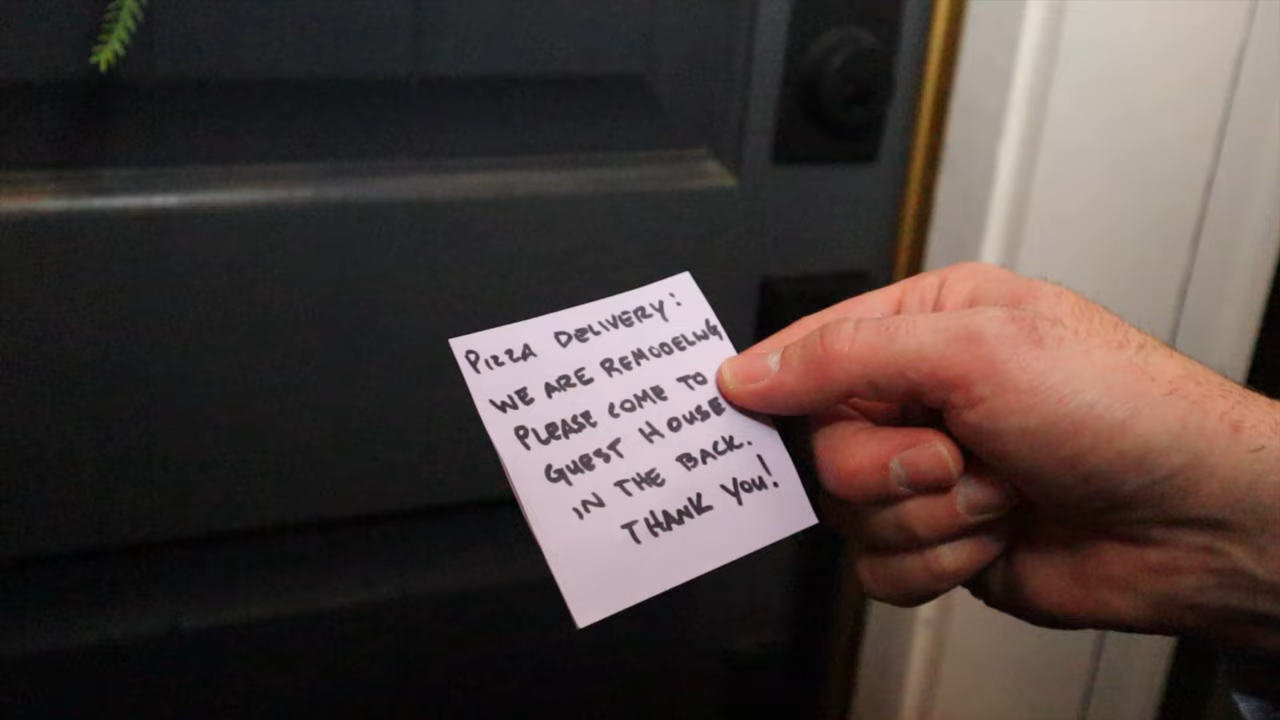 PIZZA DELIVERY:
WE ARE REMODELING
PLEASE COME TO
GUEST HOUSE
IN THE BACK.
THANK YOU!